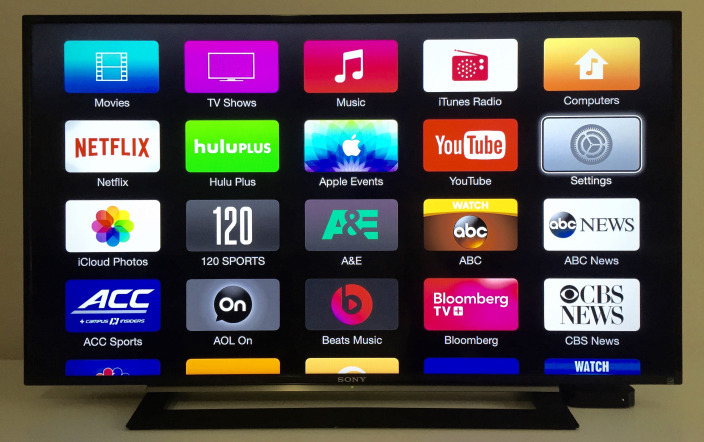 Movies
TV Shows
Music
iTunes Radio
Computers
NETFLIX
huluPLUS
YouTube
Netflix
Hulu Plus
Apple Events
YouTube
Settings
120
A&E
WATCH
abc
abc NEWS
iCloud Photos
120 SPORTS
A&E
ABC
ABC News
ACC
+ CAMPUS INSIDERS
On
b
Bloomberg
TV+
CBS
NEWS
ACC Sports
AOL On
Beats Music
Bloomberg
CBS News
WATCH
SONY